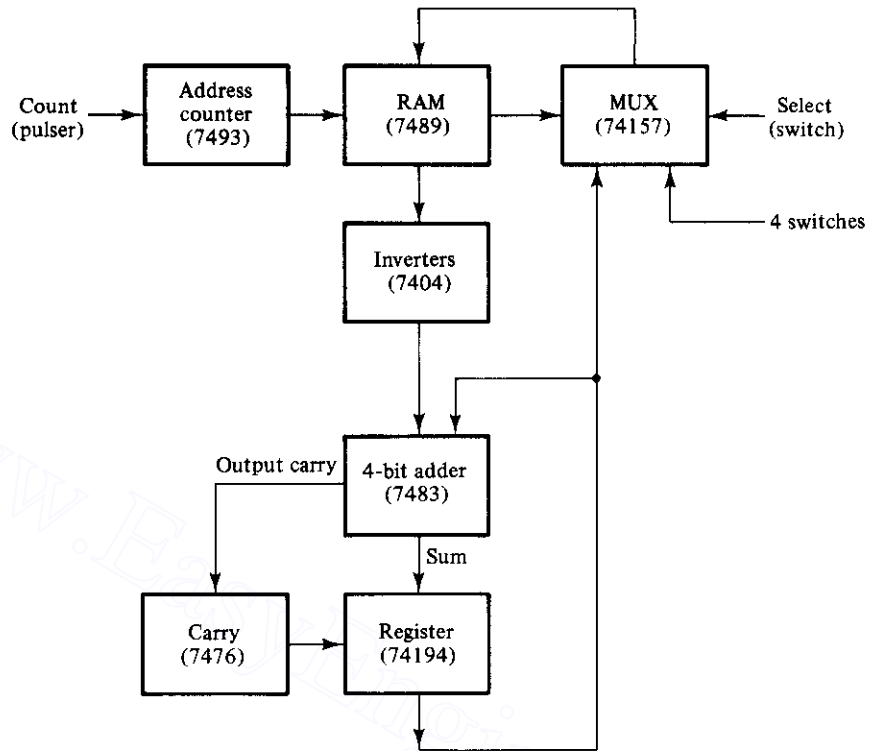 Count
(pulser)
Address
counter
(7493)
RAM
(7489)
MUX
(74157)
Select
(switch)
4 switches
Inverters
(7404)
Output carry
4-bit adder
(7483)
Sum
Carry
(7476)
Register
(74194)